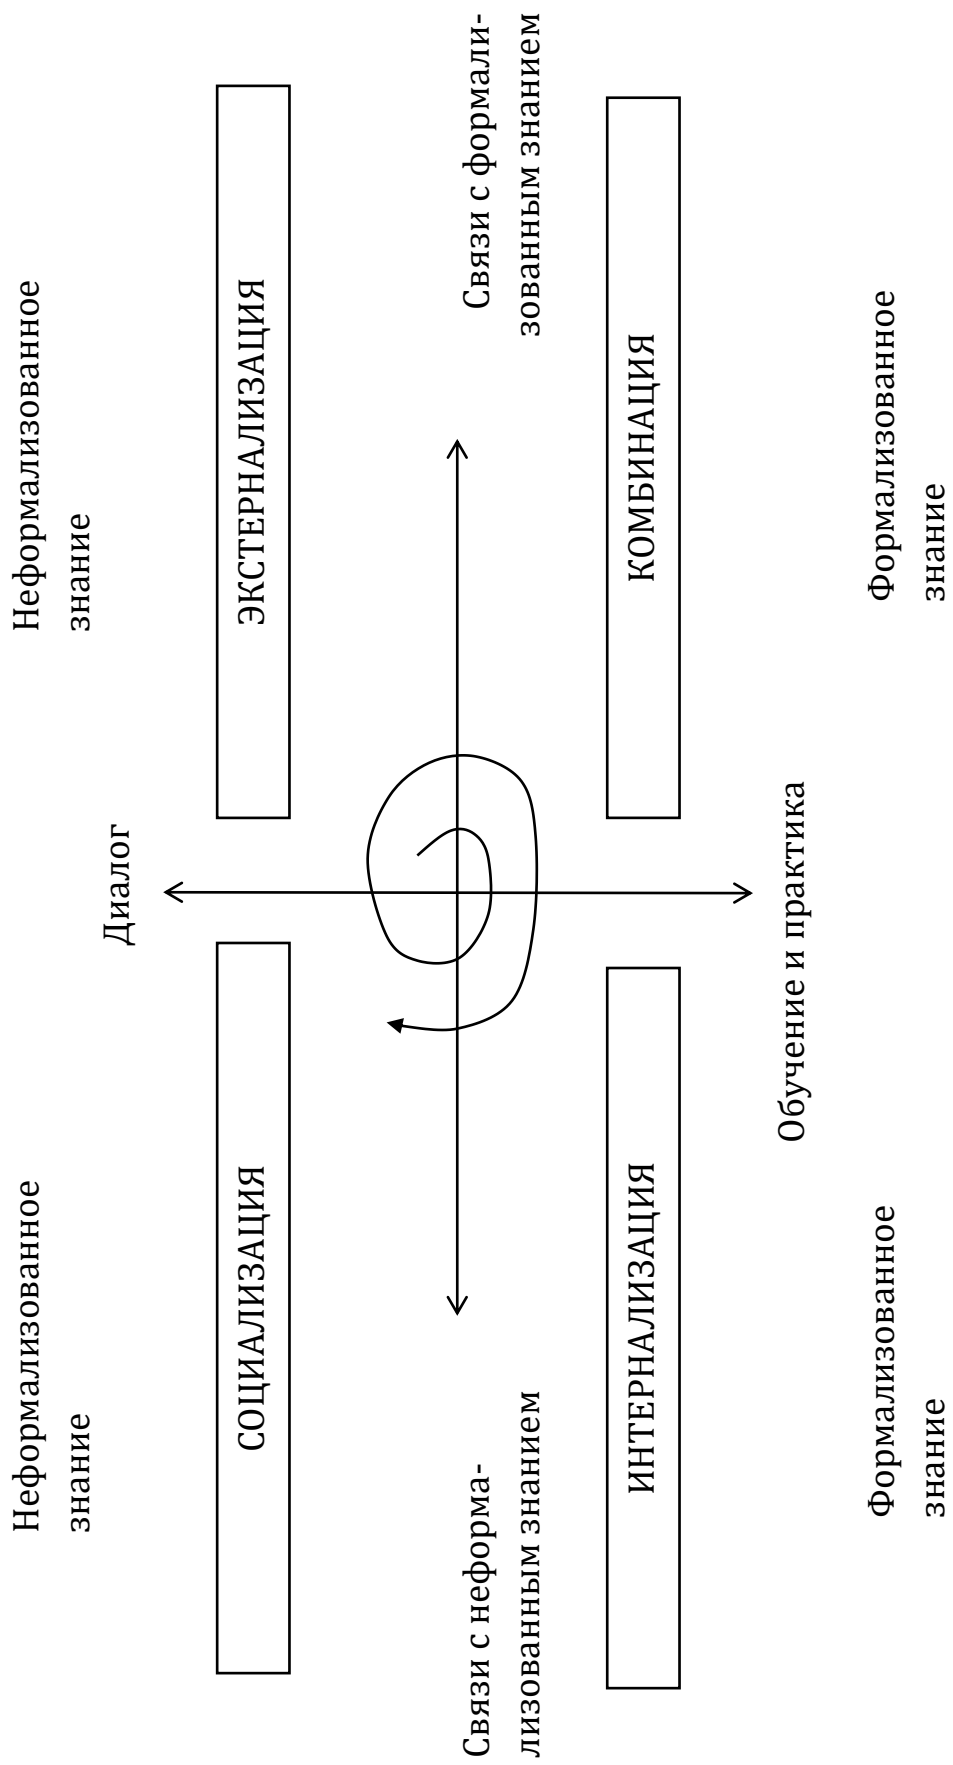 Неформализованное
знание
Неформализованное
знание
Диалог
СОЦИАЛИЗАЦИЯ
ЭКСТЕРНАЛИЗАЦИЯ
Связи с неформа-
лизованным знанием
Связи с формали-
зованным знанием
ИНТЕРНАЛИЗАЦИЯ
КОМБИНАЦИЯ
Обучение и практика
Формализованное
знание
Формализованное
знание